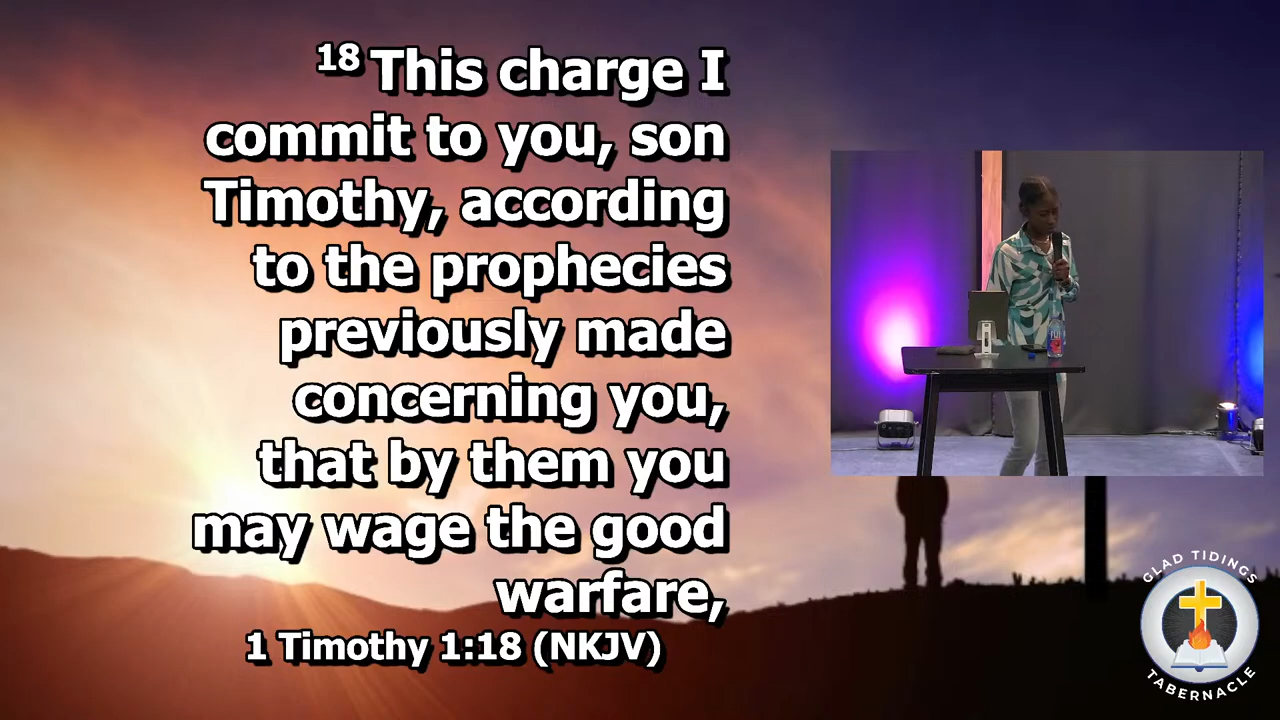 18 This charge I
commit to you, son
Timothy, according
to the prophecies
previously made
concerning you,
that by them you
may wage the good
warfare,
1 Timothy 1:18 (NKJV)
GLAD TIDINGS
TABERNACLE